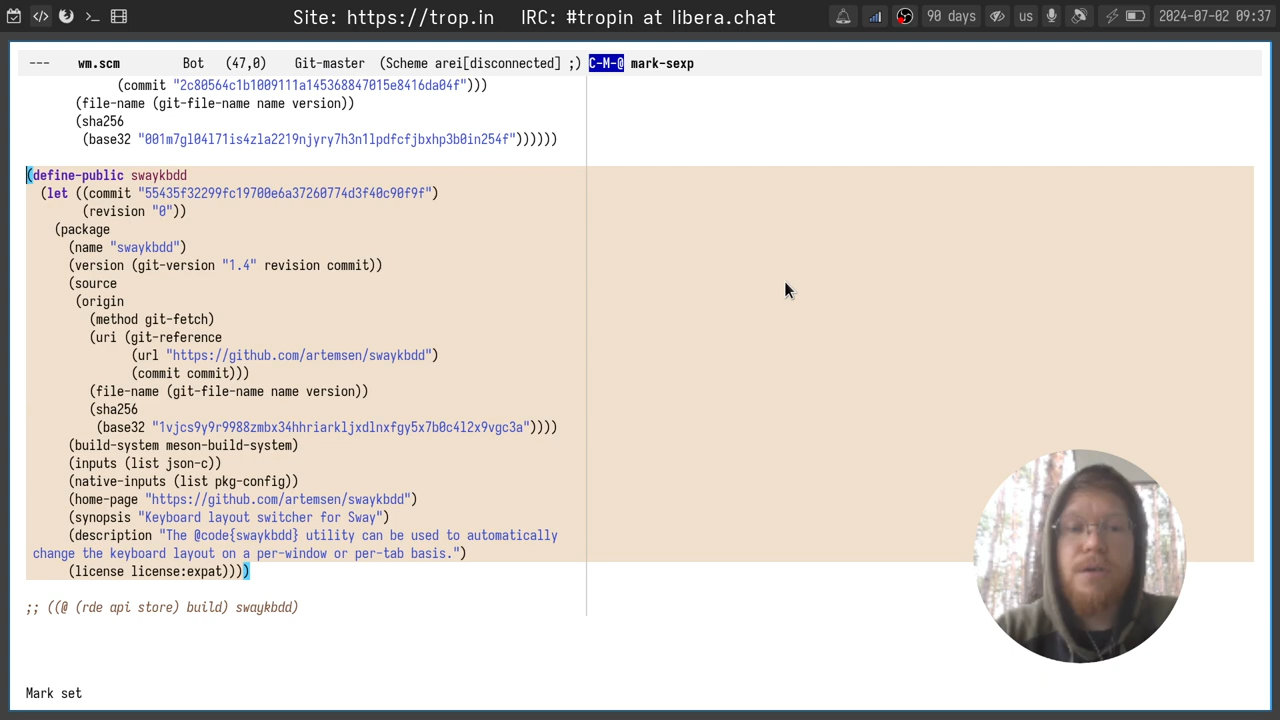 Site: https://trop.in IRC: #tropin at libera.chat
90 days us 2024-07-02 09:37
--- wm.scm Bot (47,0) Git-master (Scheme arei[disconnected] ;) C-M-@ mark-sexp
(commit "2c80564c1b1009111a145368847015e8416da04f")))
(file-name (git-file-name name version))
(sha256
(base32 "001m7gl04l71is4zla2219njyry7h3n1lpdfcfjbxhp3b0in254f"))))))
(define-public swaykbdd
(let ((commit "55435f32299fc19700e6a37260774d3f40c90f9f")
(revision "0"))
(package
(name "swaykbdd")
(version (git-version "1.4" revision commit))
(source
(origin
(method git-fetch)
(uri (git-reference
(url "https://github.com/artemsen/swaykbdd")
(commit commit)))
(file-name (git-file-name name version))
(sha256
(base32 "1vjcs9y9r9988zmbx34hhriarkljxdlnxfgy5x7b0c4l2x9vgc3a"))))
(build-system meson-build-system)
(inputs (list json-c))
(native-inputs (list pkg-config))
(home-page "https://github.com/artemsen/swaykbdd")
(synopsis "Keyboard layout switcher for Sway")
(description "The @code{swaykbdd} utility can be used to automatically
change the keyboard layout on a per-window or per-tab basis.")
(license license:expat))))
;; ((@ (rde api store) build) swaykbdd)
Mark set